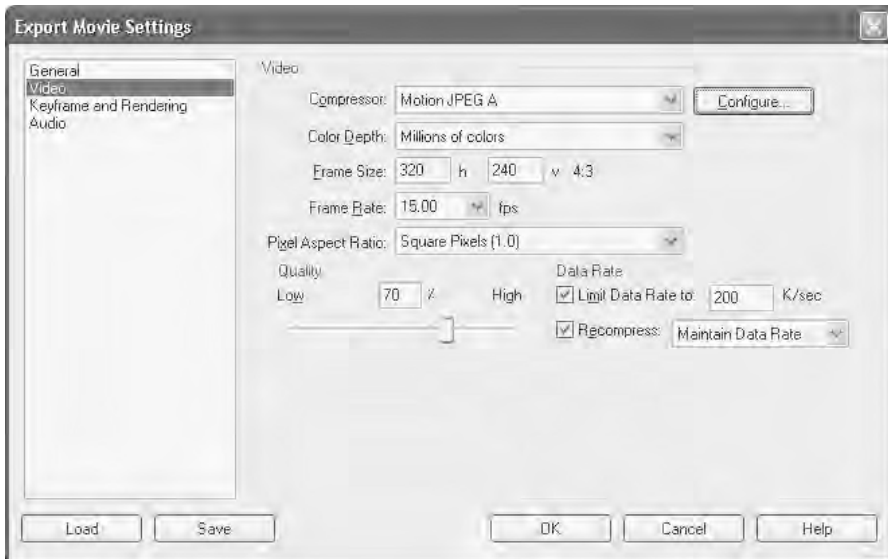 Export Movie Settings
General
Video
Keyframe and Rendering
Audio
Video
Compressor: Motion JPEG A Configure...
Color Depth: Millions of colors
Frame Size: 320 h 240 v 4:3
Frame Rate: 15.00 fps
Pixel Aspect Ratio: Square Pixels (1.0)
Quality Data Rate
Low 70 % High Limit Data Rate to 200 K/sec
Recompress: Maintain Data Rate
Load Save OK Cancel Help